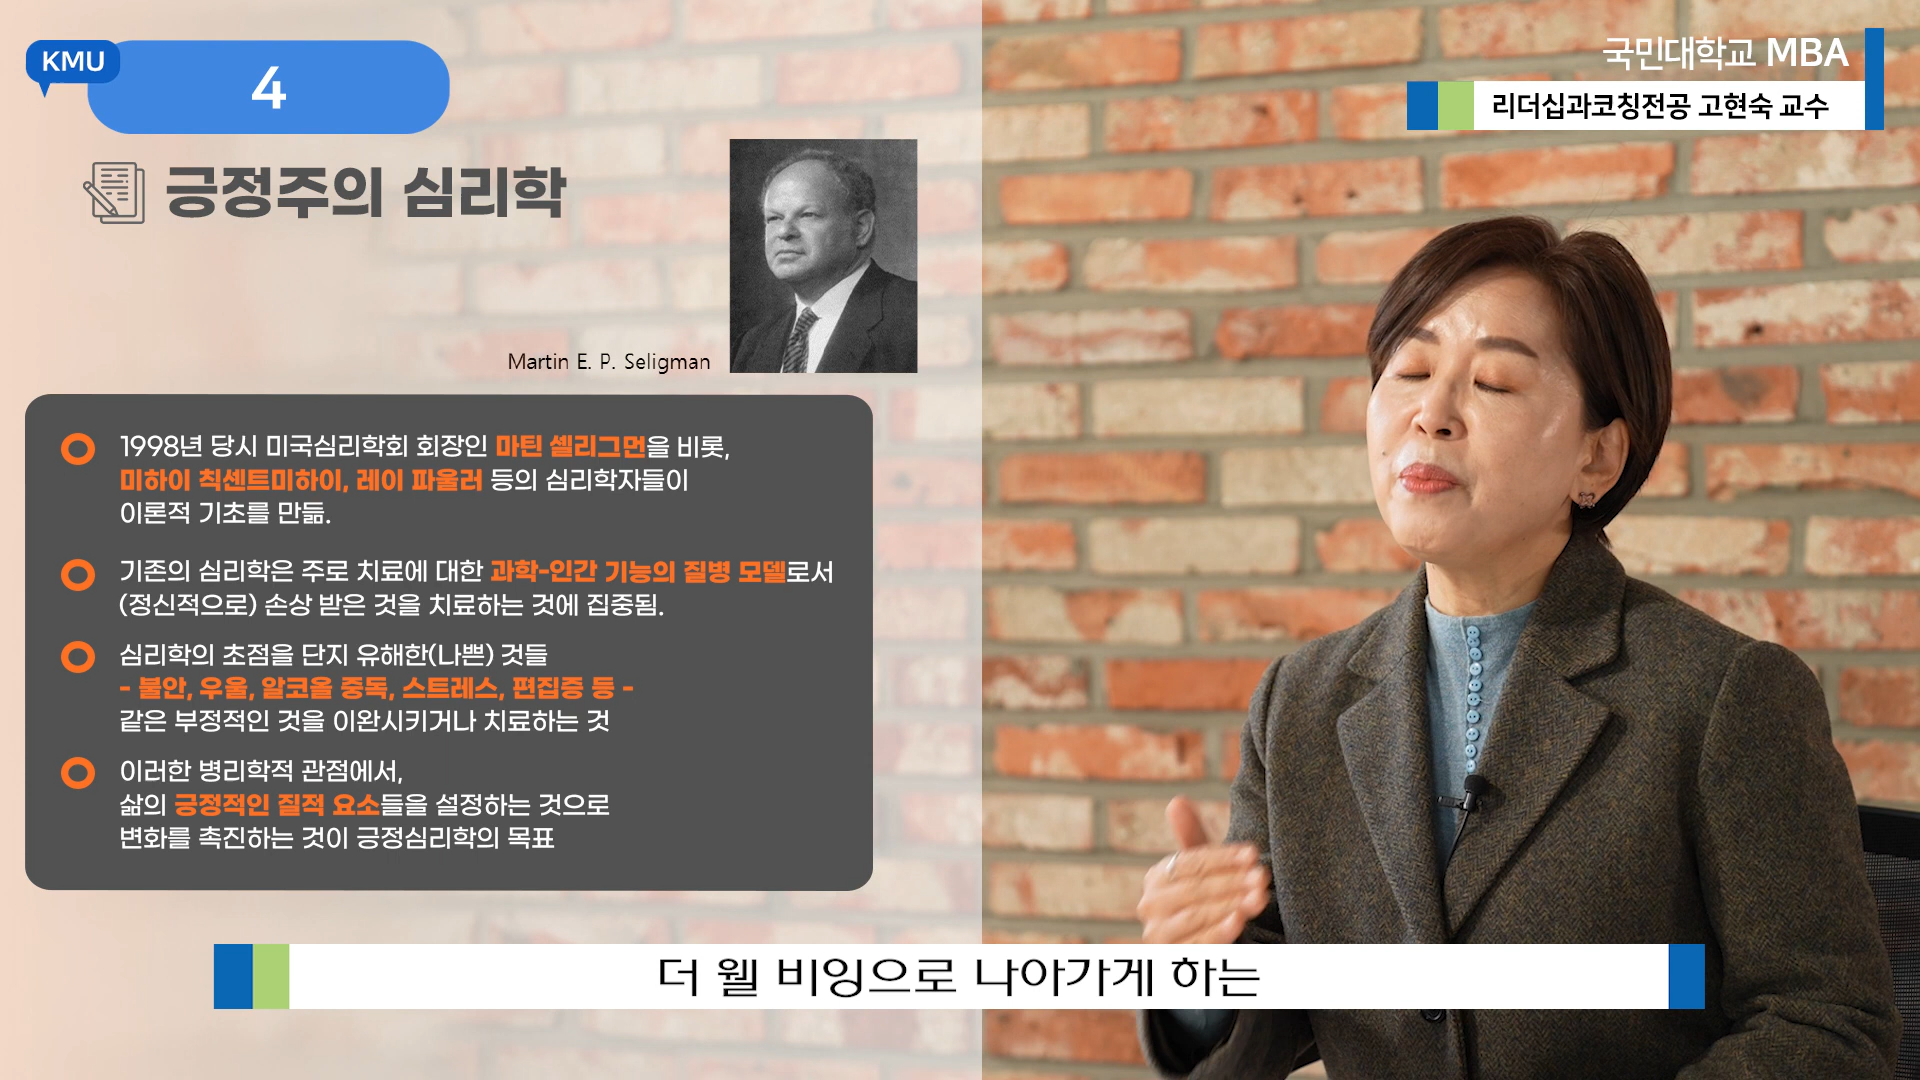 KMU
4
국민대학교 MBA
리더십과코칭전공 고현숙 교수
긍정주의 심리학
Martin E. P. Seligman
1998년 당시 미국심리학회 회장인 마틴 셀리그먼을 비롯,
미하이 칙센트미하이, 레이 파울러 등의 심리학자들이
이론적 기초를 만듦.
기존의 심리학은 주로 치료에 대한 과학-인간 기능의 질병 모델로서
(정신적으로) 손상 받은 것을 치료하는 것에 집중됨.
심리학의 초점을 단지 유해한(나쁜) 것들
- 불안, 우울, 알코올 중독, 스트레스, 편집증 등 -
같은 부정적인 것을 이완시키거나 치료하는 것
이러한 병리학적 관점에서,
삶의 긍정적인 질적 요소들을 설정하는 것으로
변화를 촉진하는 것이 긍정심리학의 목표
더 웰 비잉으로 나아가게 하는